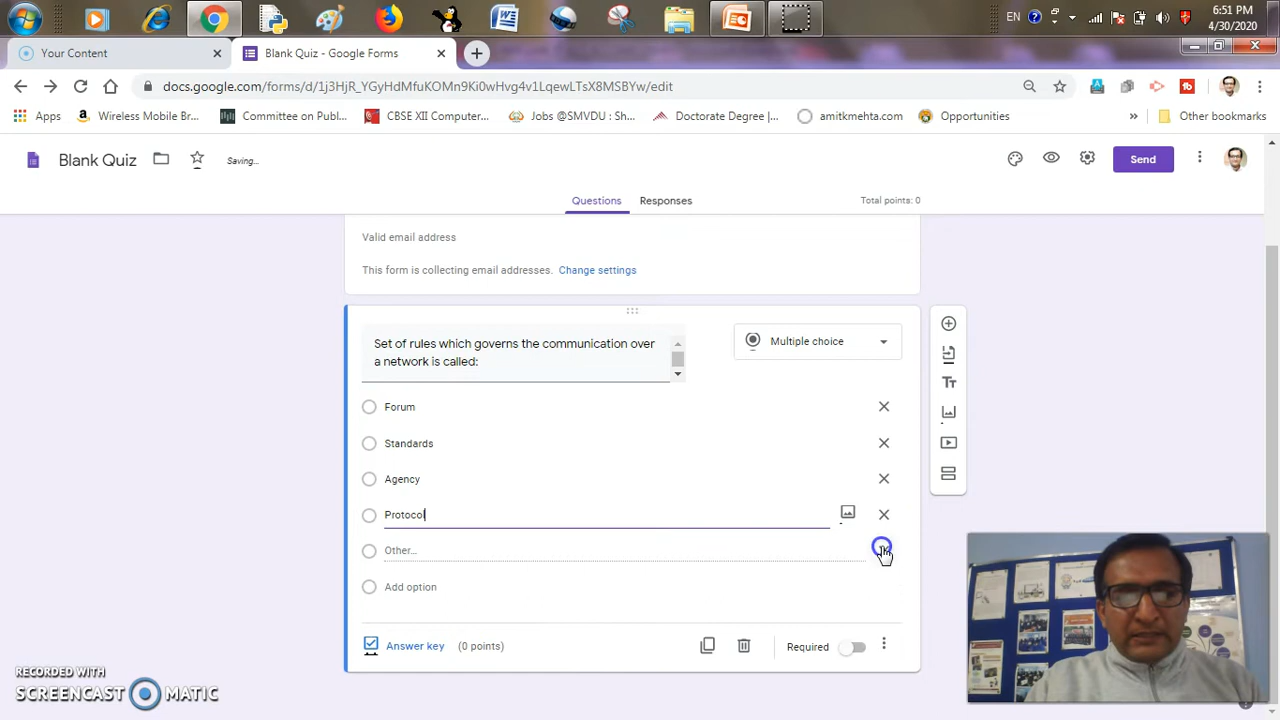 EN
6:51 PM
4/30/2020
Your Content
Blank Quiz - Google Forms
docs.google.com/forms/d/1j3HjR_YGyHdMfuKOMn9Ki0wHvg4v1LqewLTsX8MSBYw/edit
Apps
Wireless Mobile Br...
Committee on Publ...
CBSE XII Computer...
Jobs @SMVDU : Sh...
Doctorate Degree |...
amitkmehta.com
Opportunities
»
Other bookmarks
Blank Quiz
Saving...
Send
Questions
Responses
Total points: 0
Valid email address
This form is collecting email addresses. Change settings
Set of rules which governs the communication over
a network is called:
Multiple choice
Forum
Standards
Agency
Protocol
Other...
Add option
Answer key
(0 points)
Required
RECORDED WITH
SCREENCAST MATIC